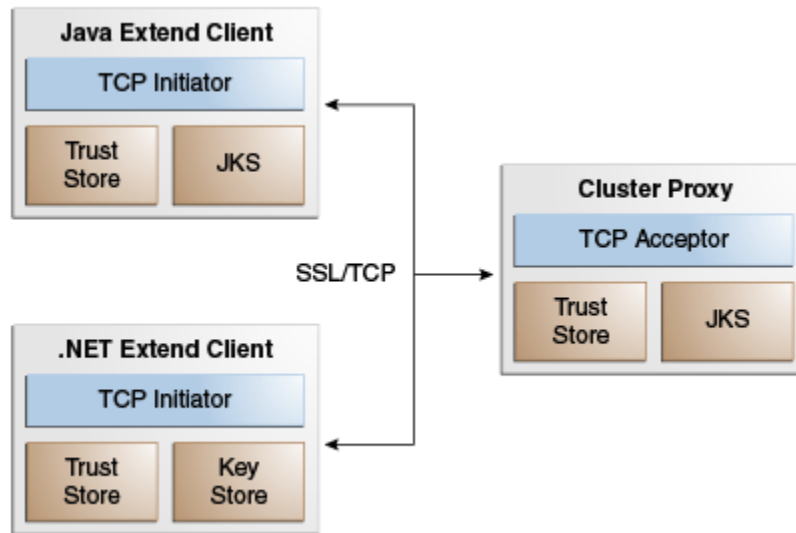 Java Extend Client
TCP Initiator
Trust
Store
JKS
SSL/TCP
.NET Extend Client
TCP Initiator
Trust
Store
Key
Store
Cluster Proxy
TCP Acceptor
Trust
Store
JKS